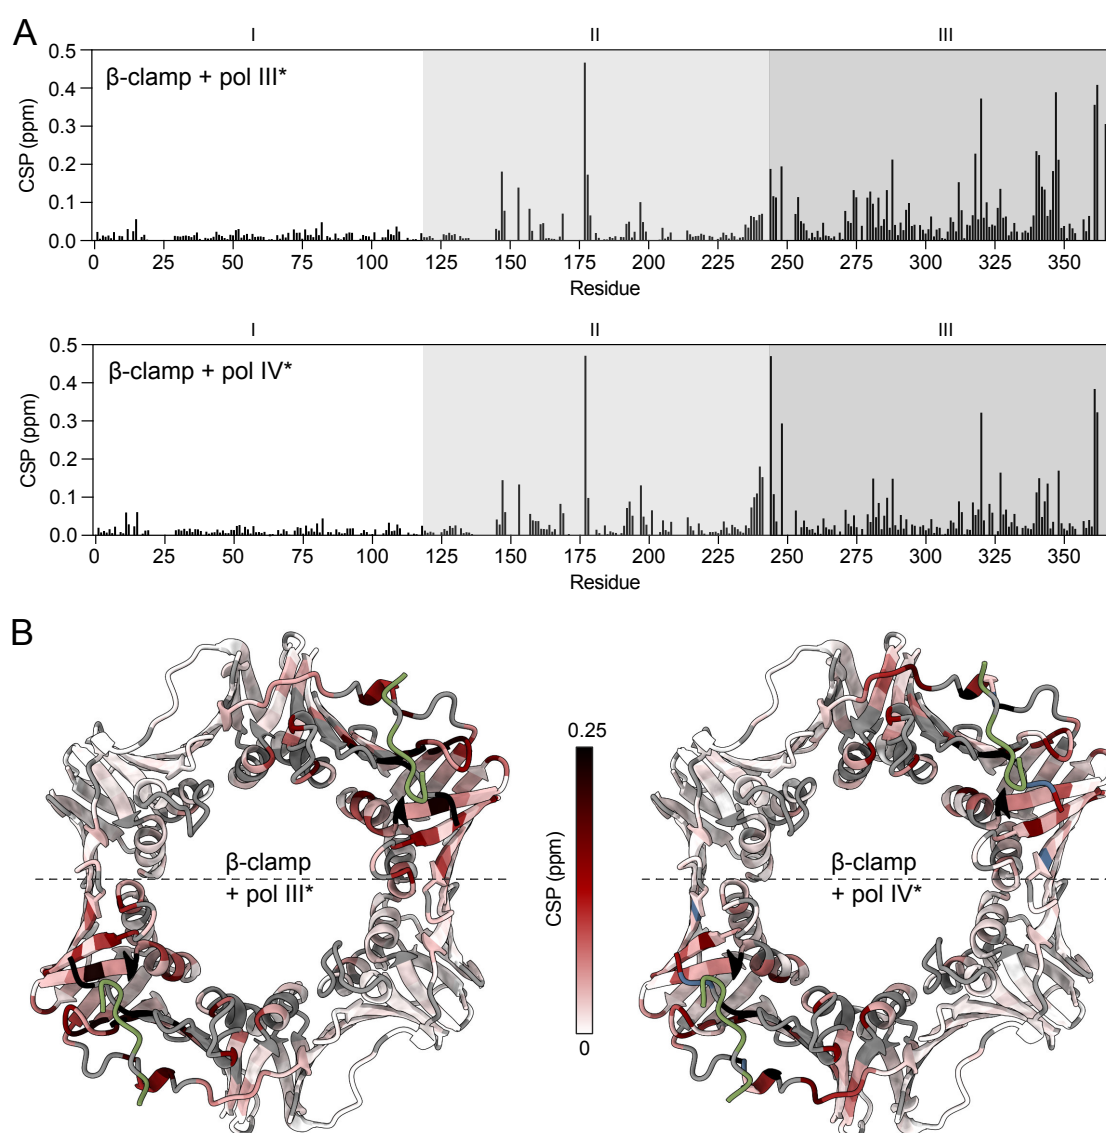 A
I II III
0.5
β-clamp + pol III*
0.4
0.3
0.2
0.1
0.0
CSP (ppm)
0 25 50 75 100 125 150 175 200 225 250 275 300 325 350
Residue
I II III
0.5
β-clamp + pol IV*
0.4
0.3
0.2
0.1
0.0
CSP (ppm)
0 25 50 75 100 125 150 175 200 225 250 275 300 325 350
Residue
B
β-clamp
+ pol III*
0.25
CSP (ppm)
0
β-clamp
+ pol IV*